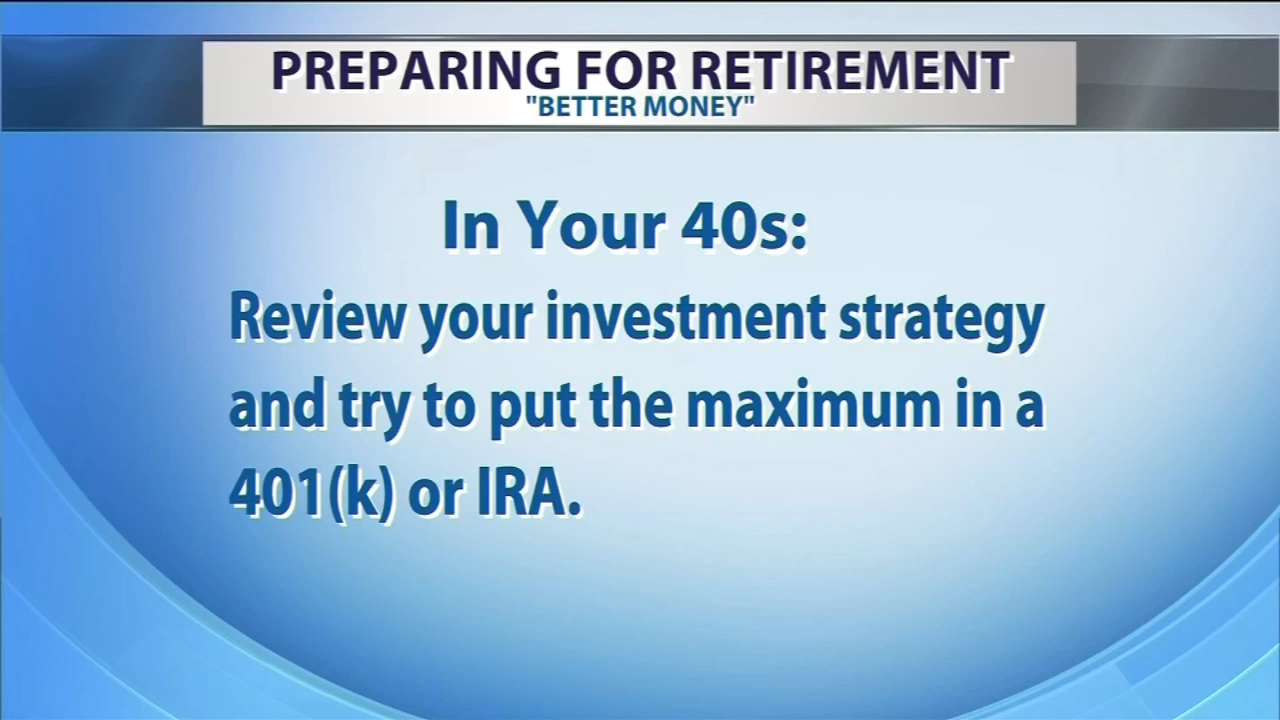 PREPARING FOR RETIREMENT
"BETTER MONEY"
In Your 40s:
Review your investment strategy
and try to put the maximum in a
401(k) or IRA.